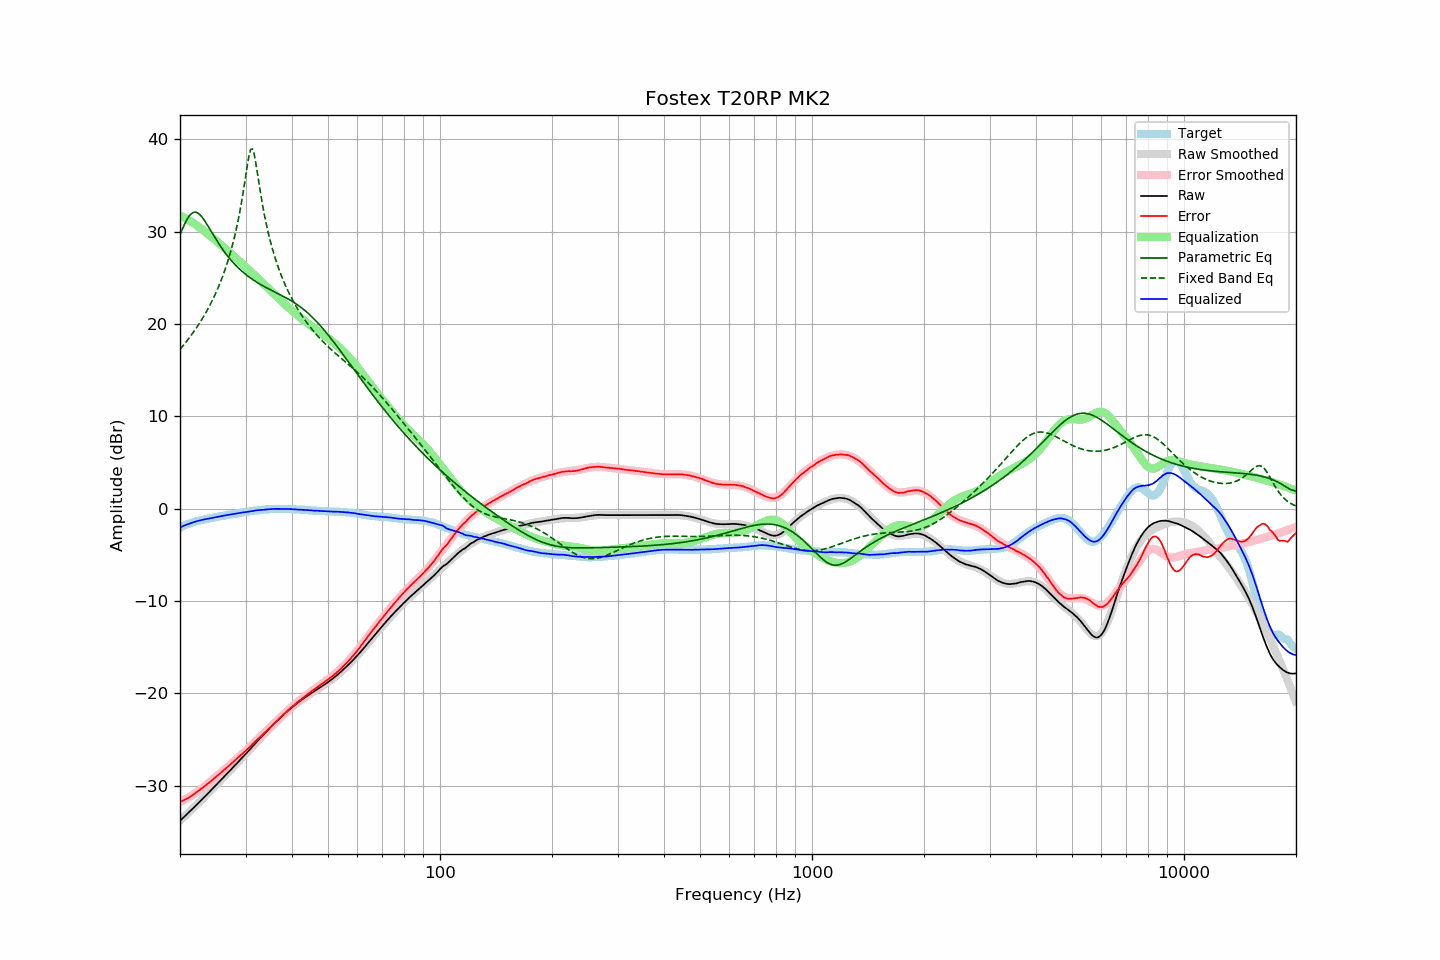 Fostex T20RP MK2
Amplitude (dBr)
40
30
20
10
0
−10
−20
−30
Target
Raw Smoothed
Error Smoothed
Raw
Error
Equalization
Parametric Eq
Fixed Band Eq
Equalized
100
1000
10000
Frequency (Hz)